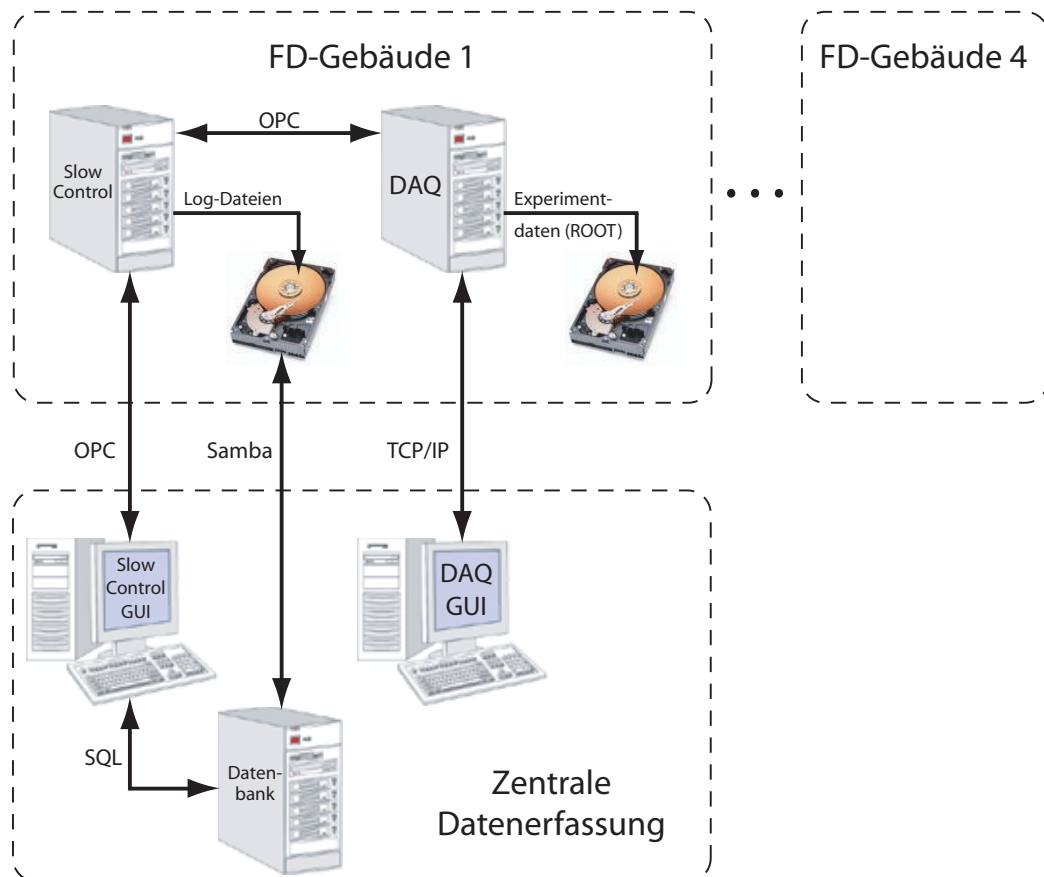 FD-Gebäude 1
FD-Gebäude 4
OPC
Slow
Control
DAQ
Log-Dateien
Experiment-
daten (ROOT)
OPC
Samba
TCP/IP
Slow
Control
GUI
DAQ
GUI
SQL
Daten-
bank
Zentrale
Datenerfassung